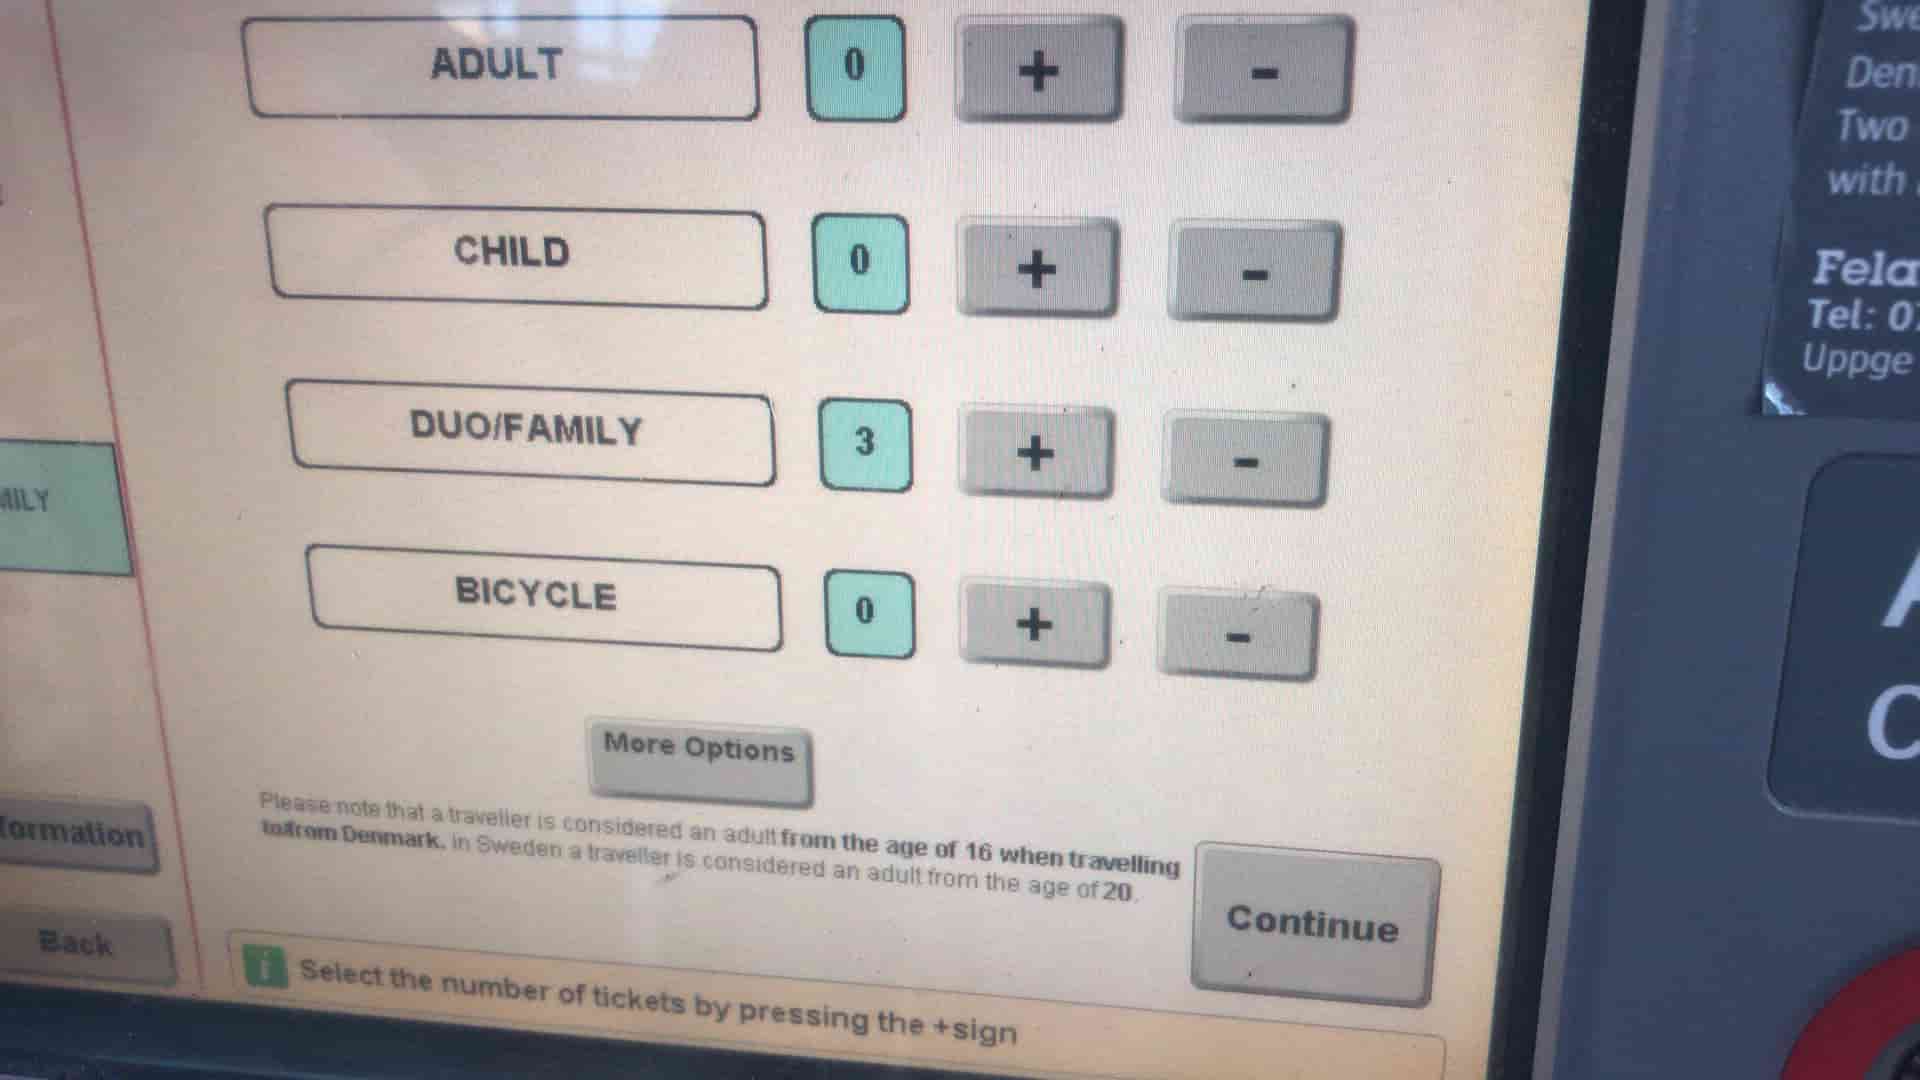 ADULT 0 + -
CHILD 0 + -
DUO/FAMILY 3 + -
BICYCLE 0 + -
More Options
Please note that a traveller is considered an adult from the age of 16 when travelling
to/from Denmark. In Sweden a traveller is considered an adult from the age of 20.
Continue
i Select the number of tickets by pressing the +sign
MILY
formation
Back
Swe
Den
Two
with
Fela
Tel: 07
Uppge
A
C